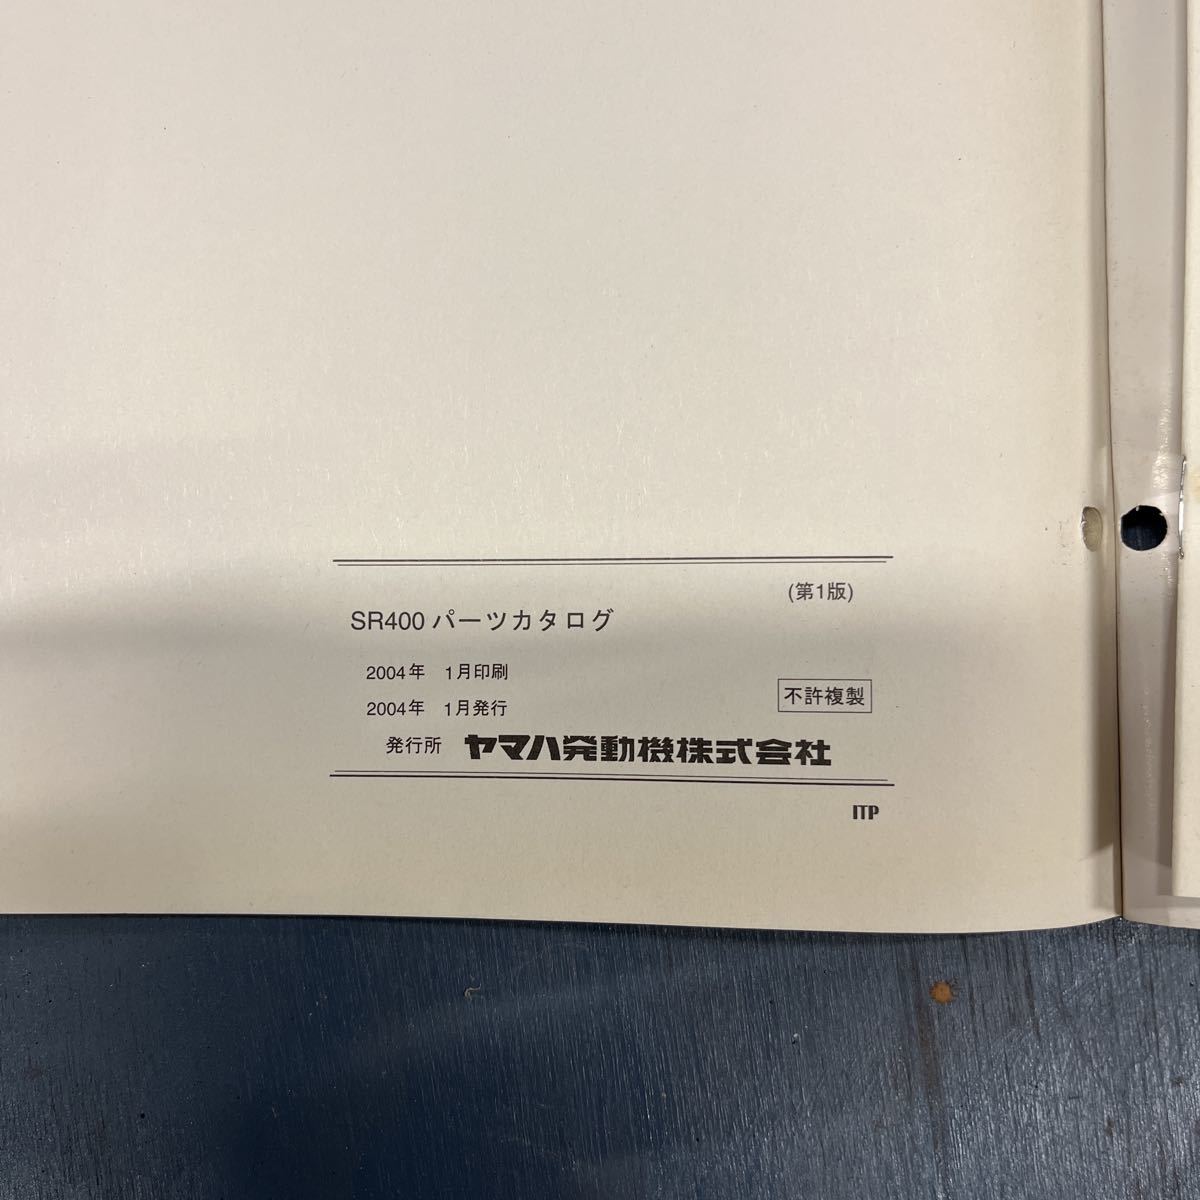 (第1版)
SR400 パーツカタログ
2004年 1月印刷
2004年 1月発行
不許複製
発行所 ヤマハ発動機株式会社
ITP